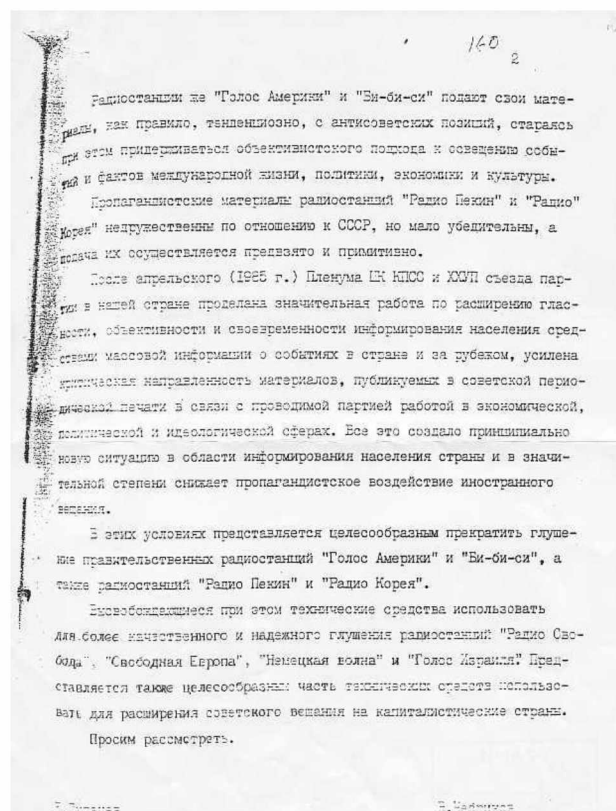 160
2
Радиостанции же "Голос Америки" и "Би-би-си" подают свои мате-
риалы, как правило, тенденциозно, с антисоветских позиций, стараясь
при этом придерживаться объективистского подхода к освещению собы-
тий и фактов международной жизни, политики, экономики и культуры.
Пропагандистские материалы радиостанций "Радио Пекин" и "Радио"
Корея" недружественны по отношению к СССР, но мало убедительны, а
подача их осуществляется предвзято и примитивно.
После апрельского (1985 г.) Пленума ЦК КПСС и ХХУП съезда пар-
тии в нашей стране проделана значительная работа по расширению глас-
ности, объективности и своевременности информирования населения сред-
ствами массовой информации о событиях в стране и за рубежом, усилена
критическая направленность материалов, публикуемых в советской перио-
дической печати в связи с проводимой партией работой в экономической,
политической и идеологической сферах. Все это создало принципиально
новую ситуацию в области информирования населения страны и в значи-
тельной степени снижает пропагандистское воздействие иностранного
вещания.
В этих условиях представляется целесообразным прекратить глуше-
ние правительственных радиостанций "Голос Америки" и "Би-би-си", а
также радиостанций "Радио Пекин" и "Радио Корея".
Высвобождающиеся при этом технические средства использовать
для более качественного и надежного глушения радиостанций "Радио Сво-
бода", "Свободная Европа", "Немецкая волна" и "Голос Израиля." Пред-
ставляется также целесообразным часть технических средств использо-
вать для расширения советского вещания на капиталистические страны.
Просим рассмотреть.